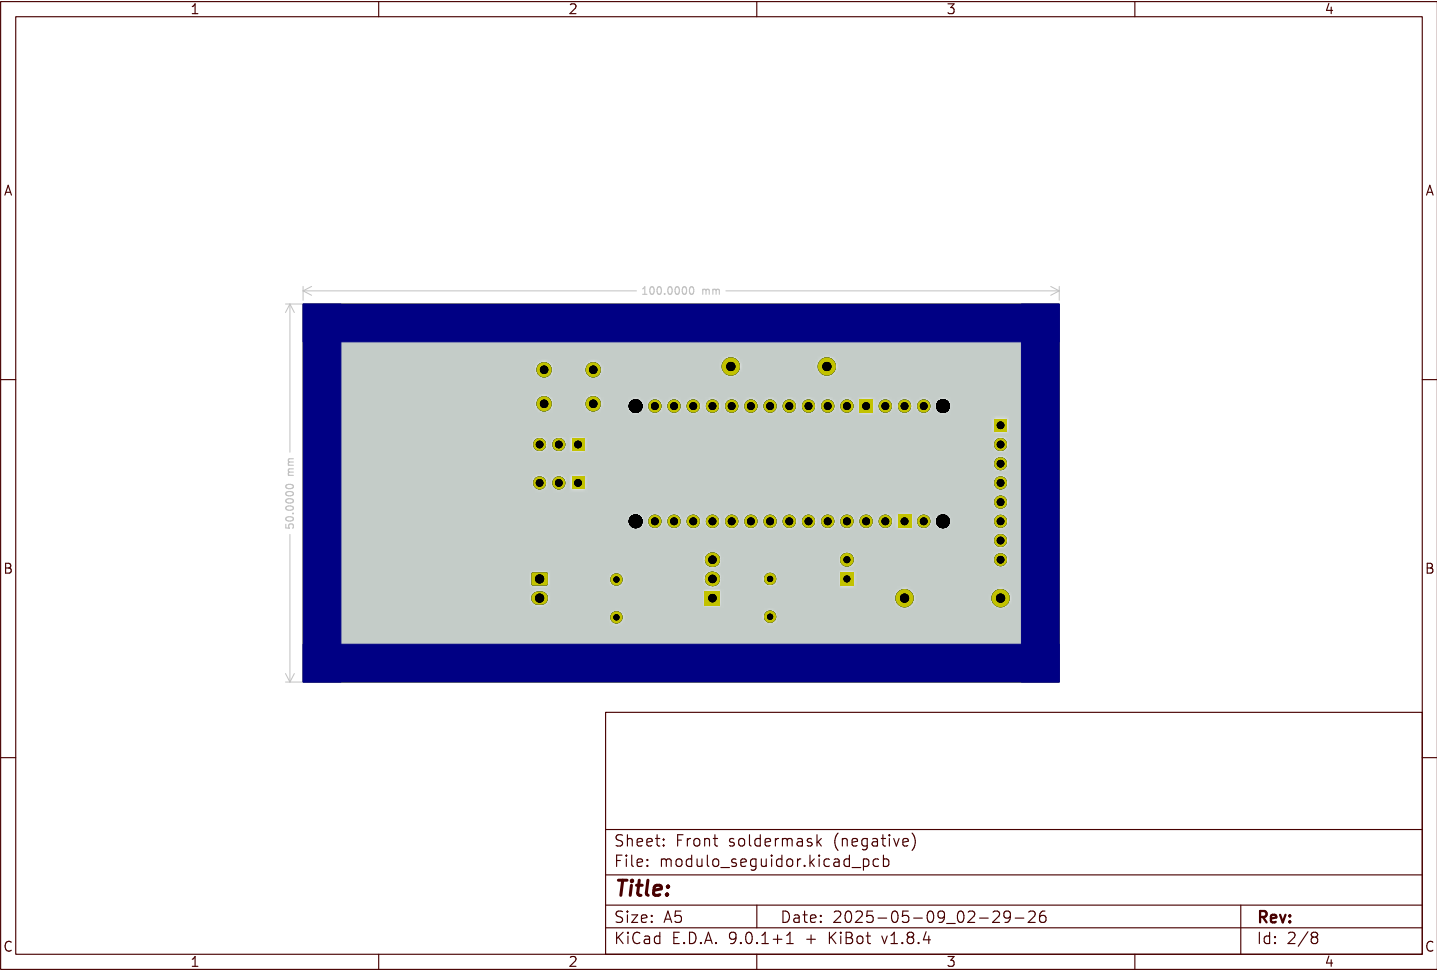 1 2 3 4
A A
100.0000 mm
50.0000 mm
B B
Sheet: Front soldermask (negative)
File: modulo_seguidor.kicad_pcb
Title:
Size: A5 Date: 2025-05-09_02-29-26 Rev:
KiCad E.D.A. 9.0.1+1 + KiBot v1.8.4 Id: 2/8
C C
1 2 3 4